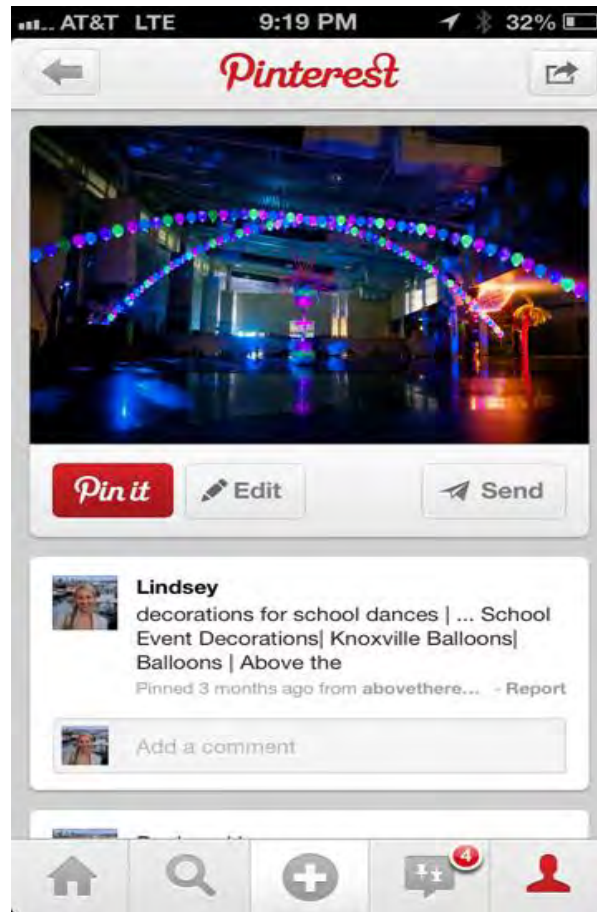 AT&T LTE 9:19 PM 32%
Pinterest
Pin it Edit Send
Lindsey
decorations for school dances | ... School
Event Decorations| Knoxville Balloons|
Balloons | Above the
Pinned 3 months ago from abovethere... - Report
Add a comment
4